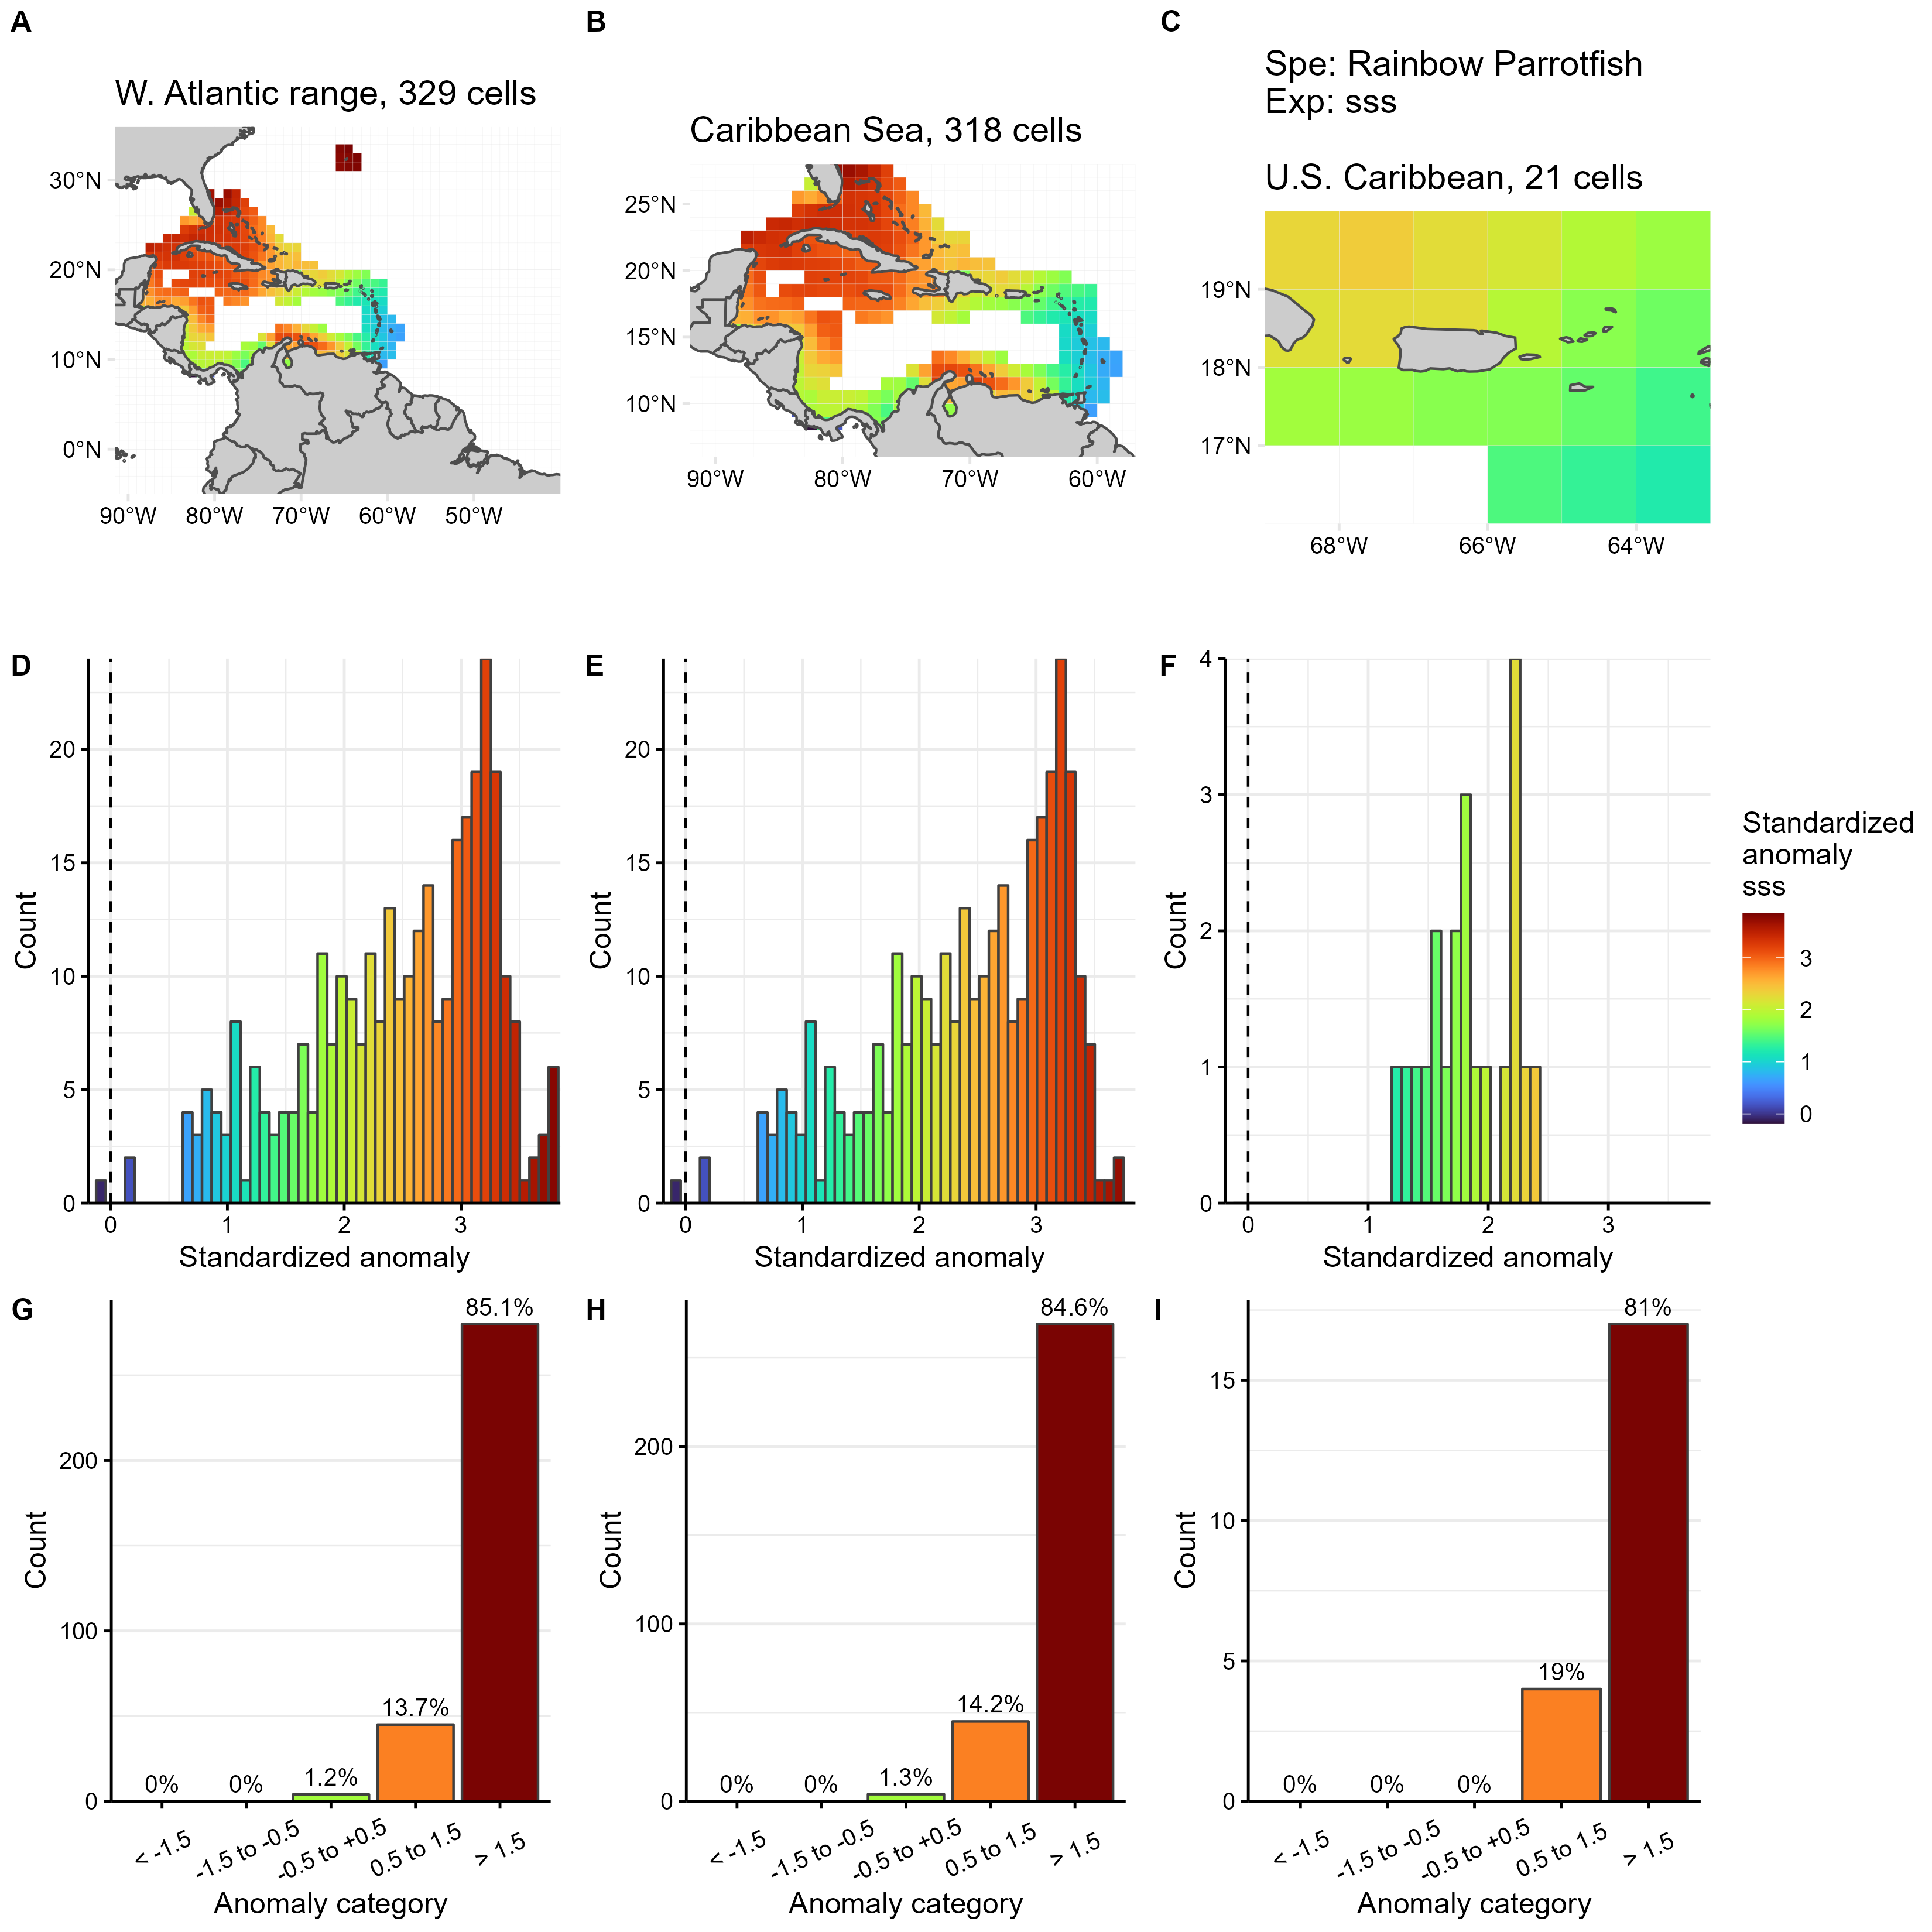 A
B
C
W. Atlantic range, 329 cells
Caribbean Sea, 318 cells
Spe: Rainbow Parrotfish
Exp: sss
U.S. Caribbean, 21 cells
30°N
20°N
10°N
0°N
90°W 80°W 70°W 60°W 50°W
25°N
20°N
15°N
10°N
90°W 80°W 70°W 60°W
19°N
18°N
17°N
68°W 66°W 64°W
D
Count
20
15
10
5
0
0 1 2 3
Standardized anomaly
E
Count
20
15
10
5
0
0 1 2 3
Standardized anomaly
F
Count
4
3
2
1
0
0 1 2 3
Standardized anomaly
Standardized
anomaly
sss
3
2
1
0
G
Count
200
100
0
0% 0% 1.2% 13.7% 85.1%
< -1.5 -1.5 to -0.5 -0.5 to +0.5 0.5 to 1.5 > 1.5
Anomaly category
H
Count
200
100
0
0% 0% 1.3% 14.2% 84.6%
< -1.5 -1.5 to -0.5 -0.5 to +0.5 0.5 to 1.5 > 1.5
Anomaly category
I
Count
15
10
5
0
0% 0% 0% 19% 81%
< -1.5 -1.5 to -0.5 -0.5 to +0.5 0.5 to 1.5 > 1.5
Anomaly category